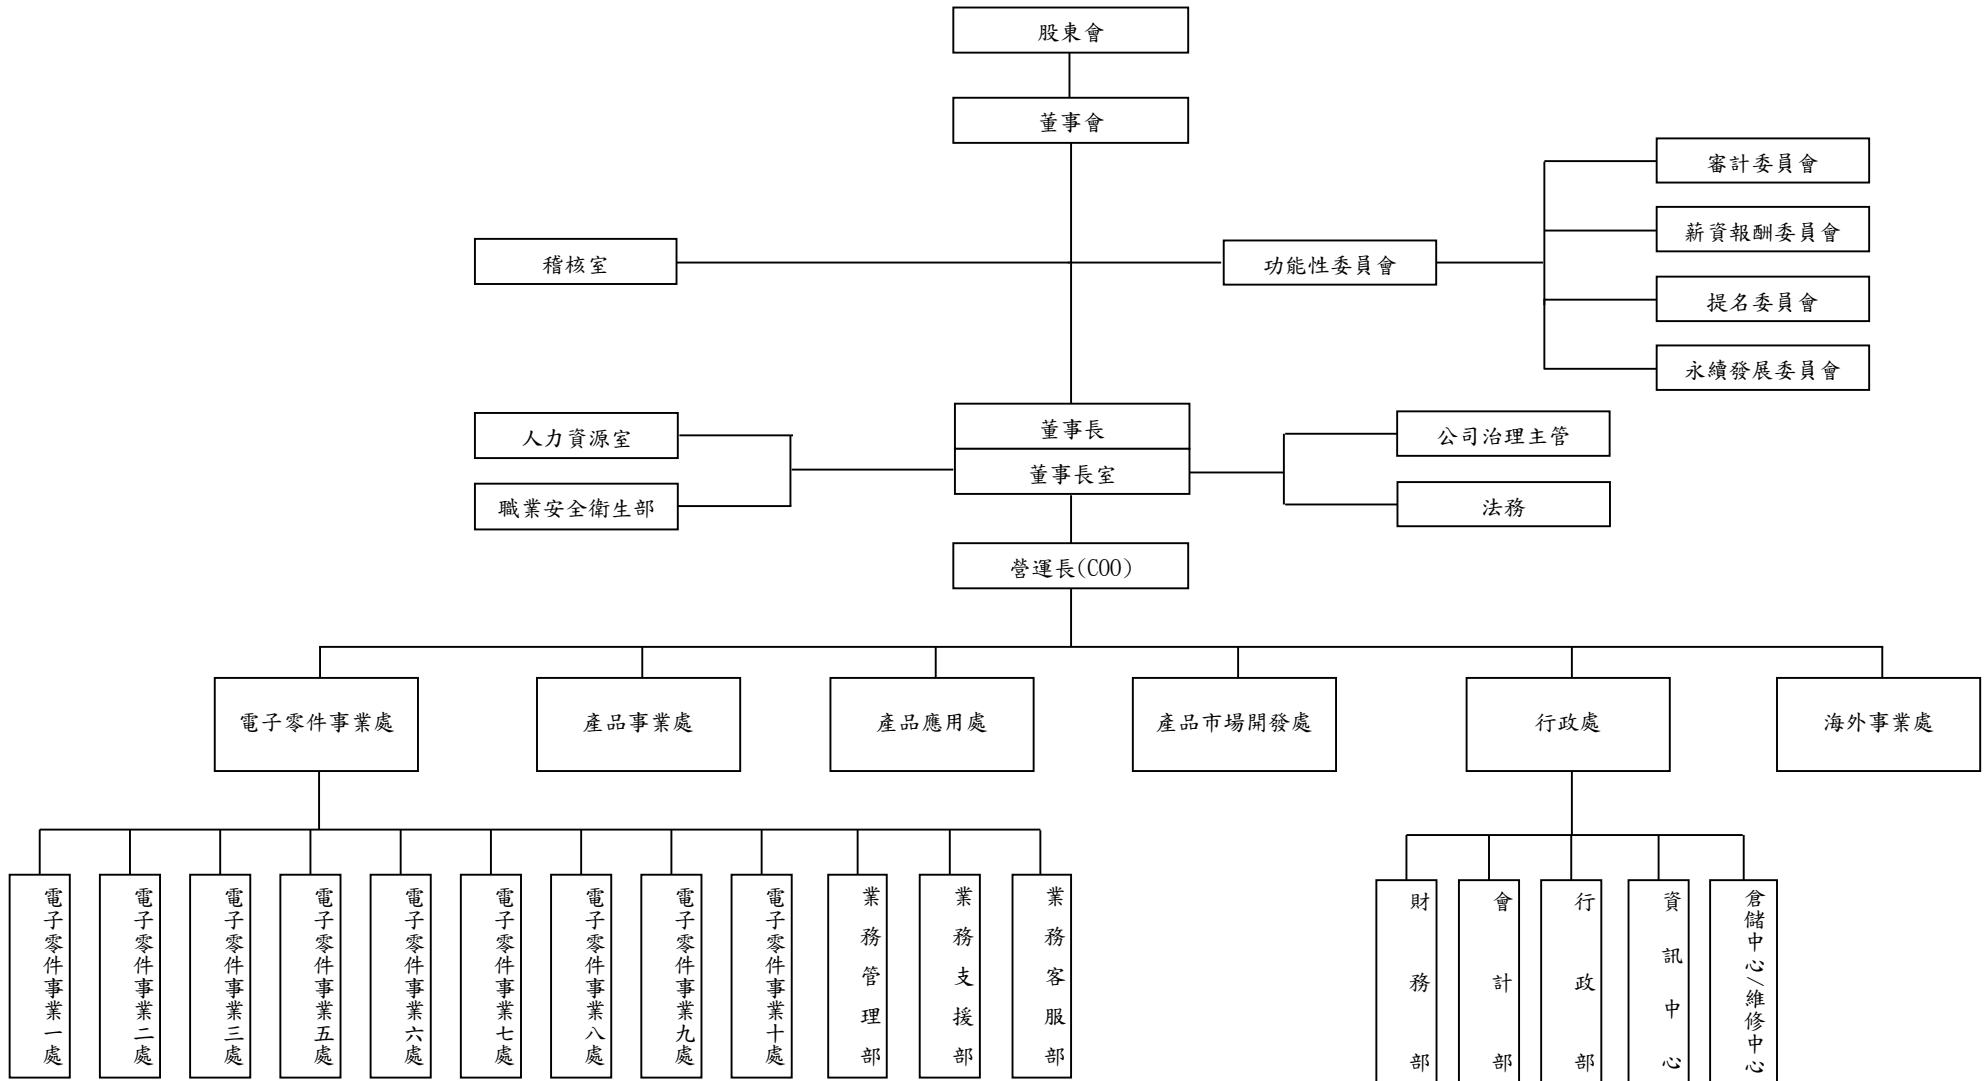 股東會
董事會
審計委員會
薪資報酬委員會
稽核室
功能性委員會
提名委員會
永續發展委員會
人力資源室
董事長
公司治理主管
董事長室
職業安全衛生部
法務
營運長(COO)
電子零件事業處
產品事業處
產品應用處
產品市場開發處
行政處
海外事業處
電子零件事業一處
電子零件事業二處
電子零件事業三處
電子零件事業五處
電子零件事業六處
電子零件事業七處
電子零件事業八處
電子零件事業九處
電子零件事業十處
業務管理部
業務支援部
業務客服部
財務部
會計部
行政部
資訊中心
倉儲中心/維修中心